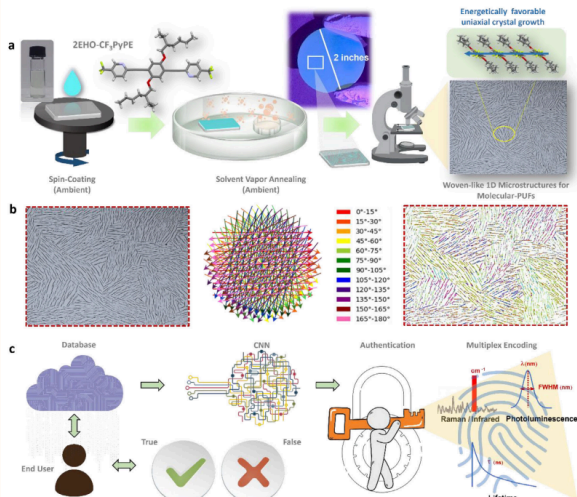 Energetically favorable
uniaxial crystal growth
a
2EHO-CF3PyPE
2 inches
Spin-Coating
(Ambient)
Solvent Vapor Annealing
(Ambient)
Woven-like 1D Microstructures for
Molecular-PUFs
b
0°-15°
15°-30°
30°-45°
45°-60°
60°-75°
75°-90°
90°-105°
105°-120°
120°-135°
135°-150°
150°-165°
165°-180°
c
Database
CNN
Authentication
Multiplex Encoding
cm⁻¹
λ (nm)
FWHM (nm)
Raman / Infrared
Photoluminescence
True
False
End User
(ns)
Lifetime